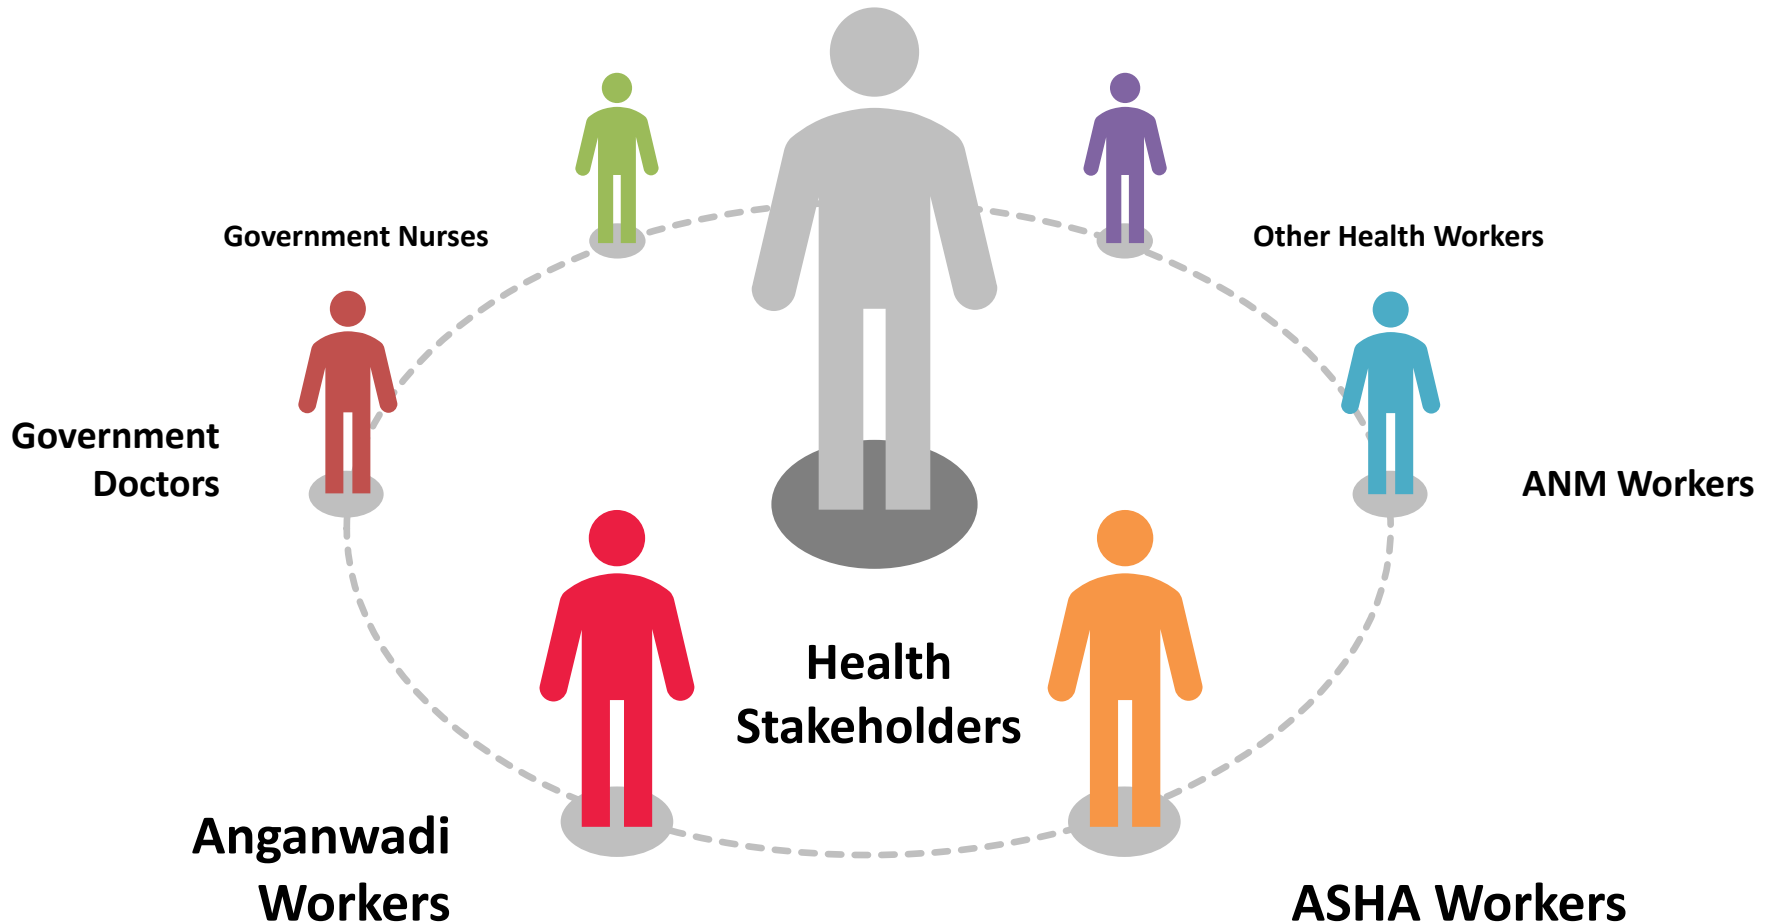 Government Nurses
Other Health Workers
Government
Doctors
ANM Workers
Health
Stakeholders
Anganwadi
Workers
ASHA Workers